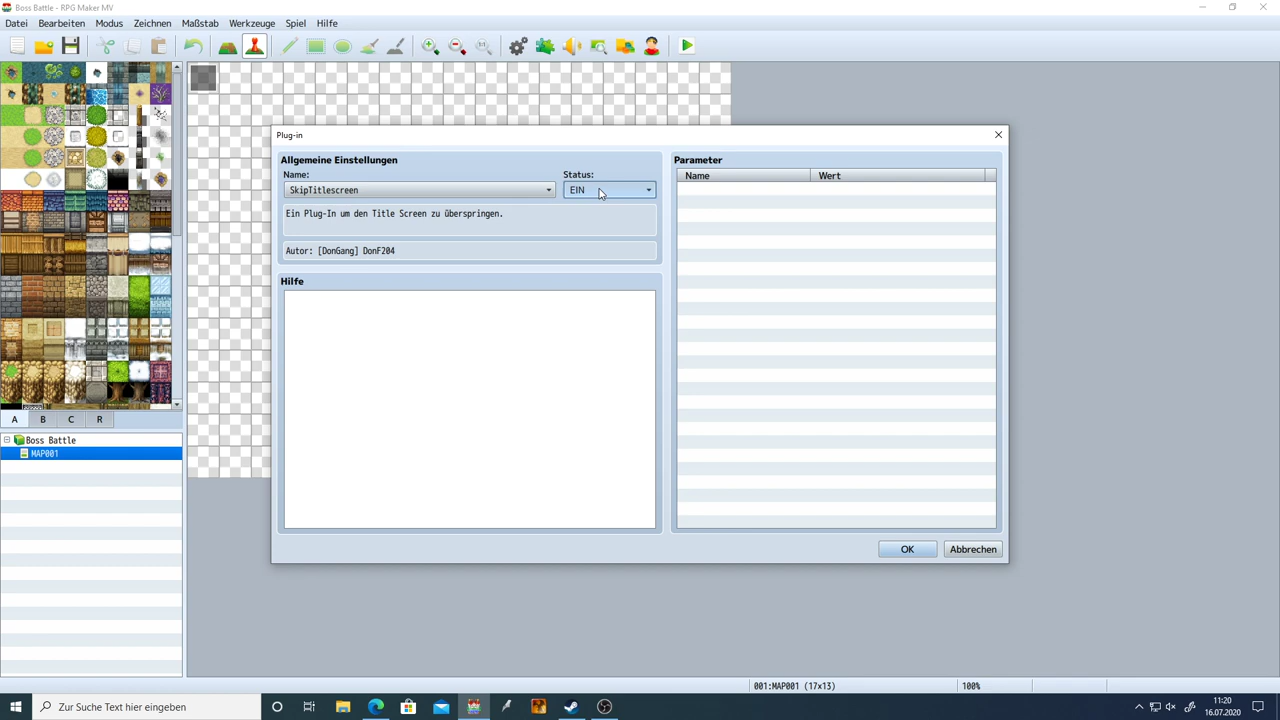 Boss Battle - RPG Maker MV
Datei Bearbeiten Modus Zeichnen Maßstab Werkzeuge Spiel Hilfe
Plug-in
Allgemeine Einstellungen
Name: Status:
SkipTitlescreen EIN
Ein Plug-In um den Title Screen zu überspringen.
Autor: [DonGang] DonF204
Hilfe
Parameter
Name Wert
OK Abbrechen
A B C R
Boss Battle
MAP001
001:MAP001 (17x13) 100%
Zur Suche Text hier eingeben
11:20
16.07.2020